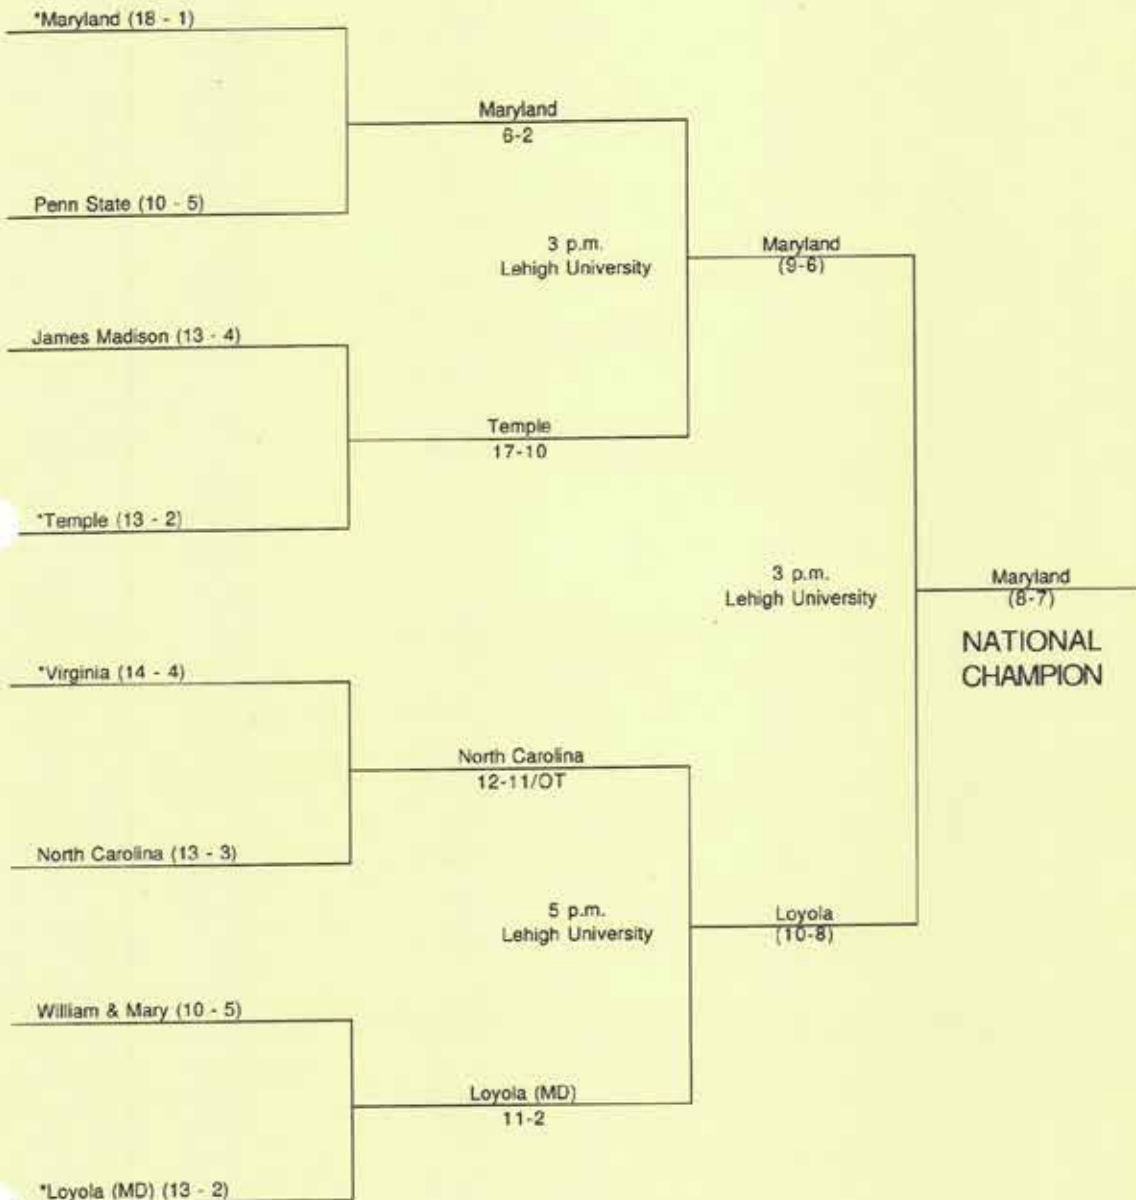 *Maryland (18 - 1)
Maryland
6-2
Penn State (10 - 5)
3 p.m.
Lehigh University
Maryland
(9-6)
James Madison (13 - 4)
Temple
17-10
*Temple (13 - 2)
3 p.m.
Lehigh University
Maryland
(8-7)
NATIONAL
CHAMPION
*Virginia (14 - 4)
North Carolina
12-11/OT
North Carolina (13 - 3)
5 p.m.
Lehigh University
Loyola
(10-8)
William & Mary (10 - 5)
Loyola (MD)
11-2
*Loyola (MD) (13 - 2)